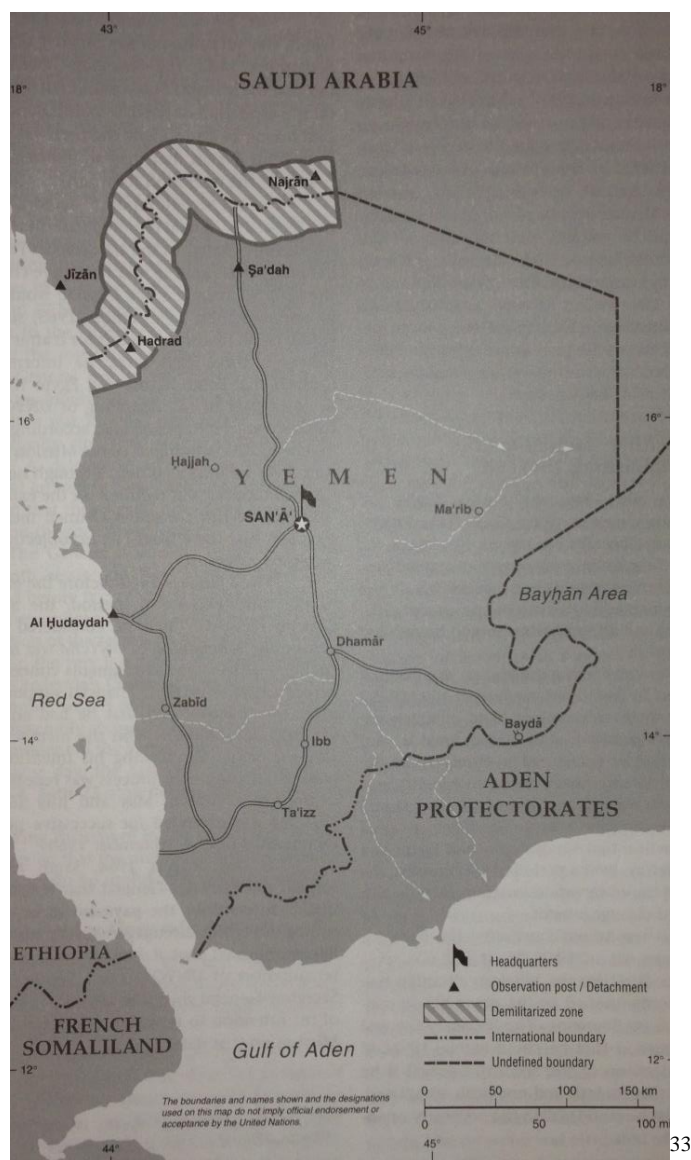 43°
45°
18°
SAUDI ARABIA
18°
Najrān
Jīzān
Ṣa'dah
Hadrad
16°
16°
Ḥajjah
Y E M E N
SAN'Ā'
Ma'rib
Bayḥān Area
Al Ḥudaydah
Dhamār
Red Sea
Zabīd
Baydā
14°
Ibb
14°
ADEN
PROTECTORATES
Ta'izz
ETHIOPIA
Headquarters
Observation post / Detachment
Demilitarized zone
FRENCH
SOMALILAND
International boundary
Gulf of Aden
Undefined boundary
12°
12°
The boundaries and names shown and the designations
used on this map do not imply official endorsement or
acceptance by the United Nations.
0 50 100 150 km
0 50 100 mi
44°
45°
33